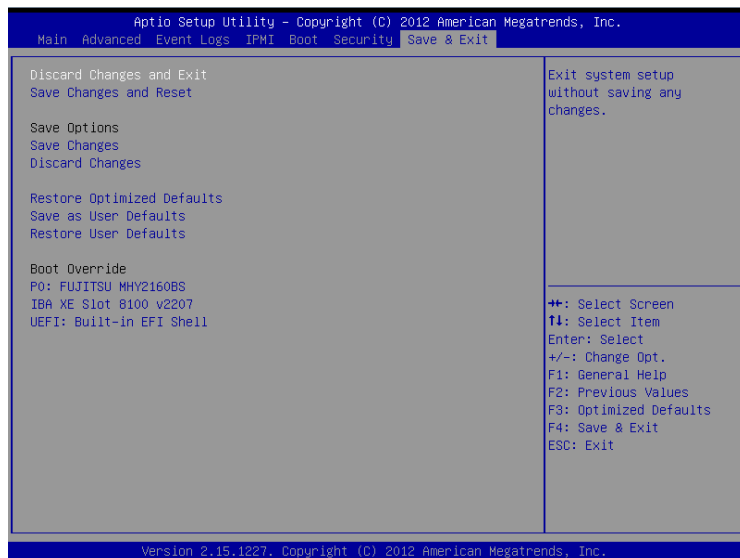 Aptio Setup Utility – Copyright (C) 2012 American Megatrends, Inc.
Main Advanced Event Logs IPMI Boot Security Save & Exit
Discard Changes and Exit
Save Changes and Reset
Save Options
Save Changes
Discard Changes
Restore Optimized Defaults
Save as User Defaults
Restore User Defaults
Boot Override
P0: FUJITSU MHY2160BS
IBA XE Slot 8100 v2207
UEFI: Built-in EFI Shell
Exit system setup
without saving any
changes.
→←: Select Screen
↑↓: Select Item
Enter: Select
+/-: Change Opt.
F1: General Help
F2: Previous Values
F3: Optimized Defaults
F4: Save & Exit
ESC: Exit
Version 2.15.1227. Copyright (C) 2012 American Megatrends, Inc.